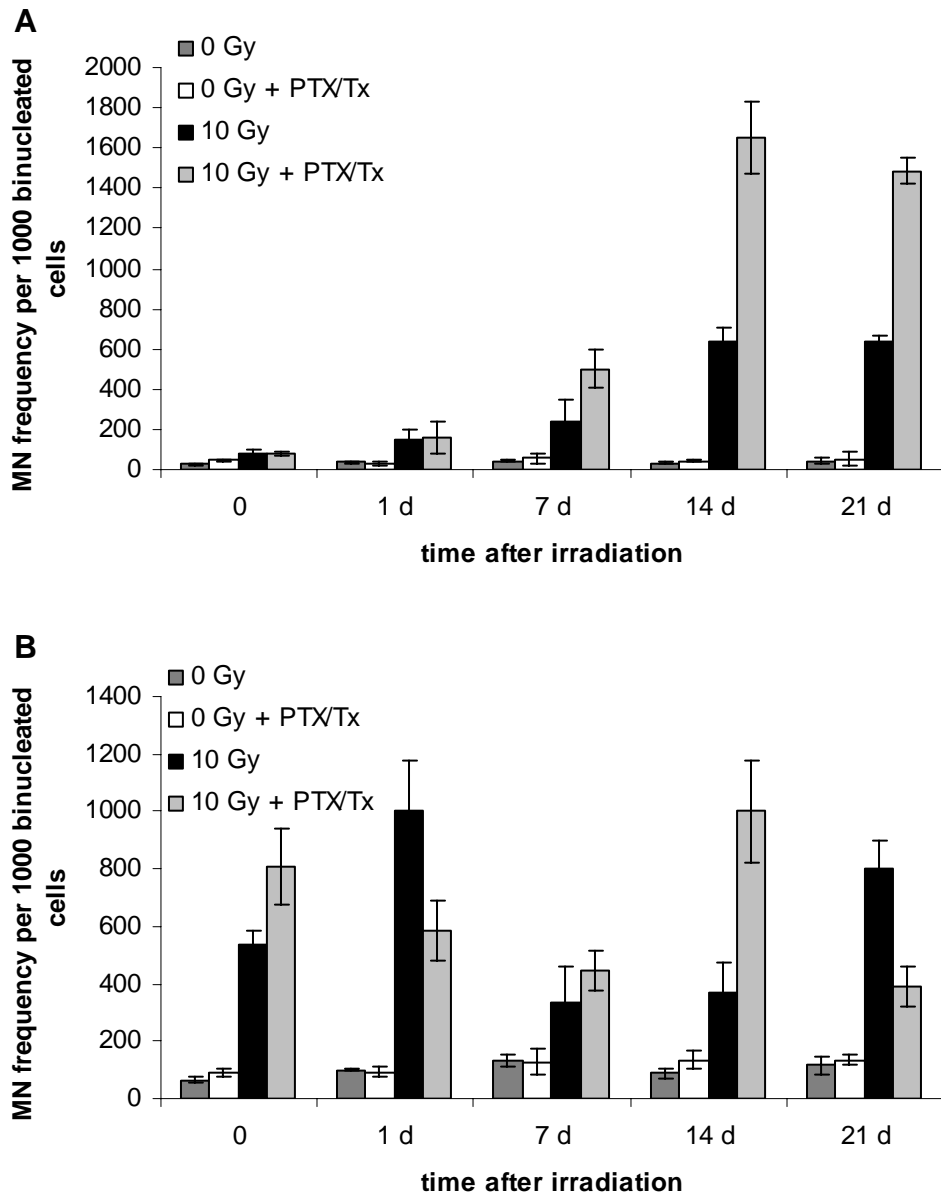 A
0 Gy
0 Gy + PTX/Tx
10 Gy
10 Gy + PTX/Tx
MN frequency per 1000 binucleated
cells
2000
1800
1600
1400
1200
1000
800
600
400
200
0
0 1 d 7 d 14 d 21 d
time after irradiation
B
0 Gy
0 Gy + PTX/Tx
10 Gy
10 Gy + PTX/Tx
MN frequency per 1000 binucleated
cells
1400
1200
1000
800
600
400
200
0
0 1 d 7 d 14 d 21 d
time after irradiation